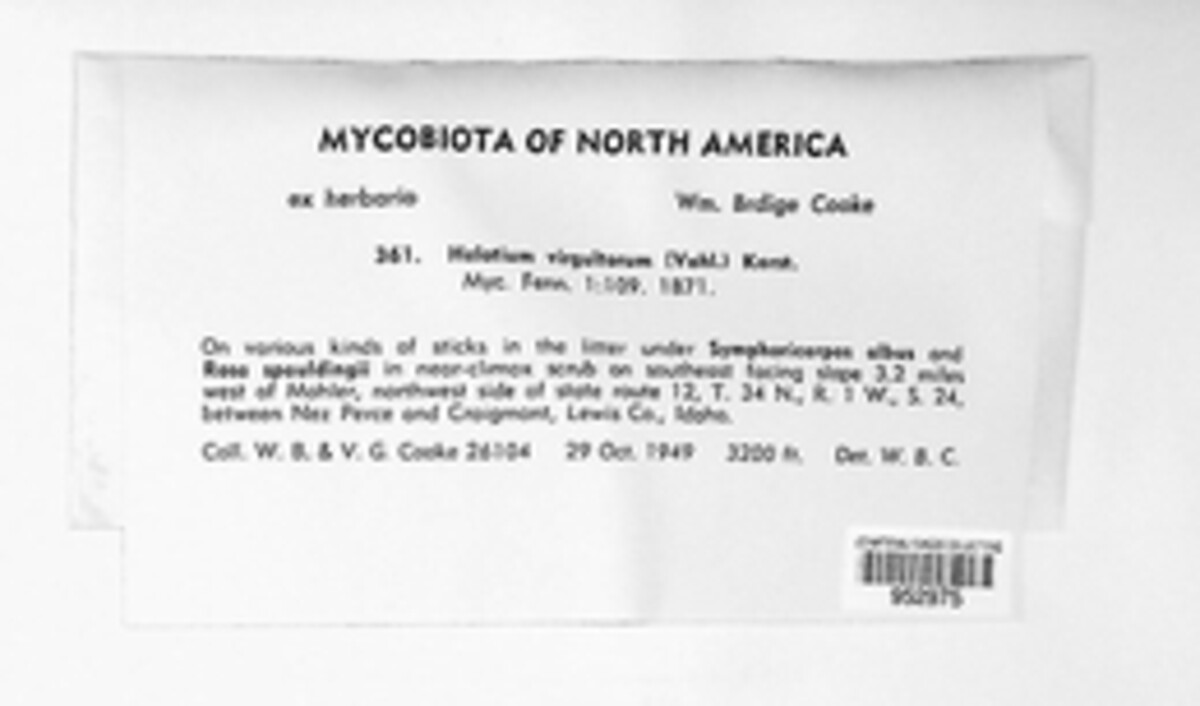 MYCOBIOTA OF NORTH AMERICA
ex herbario Wm. Brdige Cooke
361. Helotium virgultorum (Vahl.) Karst.
Myc. Fenn. 1:109. 1871.
On various kinds of sticks in the litter under Symphoricarpos albus and
Rosa spauldingii in near-climax scrub on southeast facing slope 3.2 miles
west of Mohler, northwest side of state route 12, T. 34 N., R. 1 W., S. 24,
between Nez Perce and Craigmont, Lewis Co., Idaho.
Coll. W. B. & V. G. Cooke 26104 29 Oct. 1949 3200 ft. Det. W. B. C.
952975